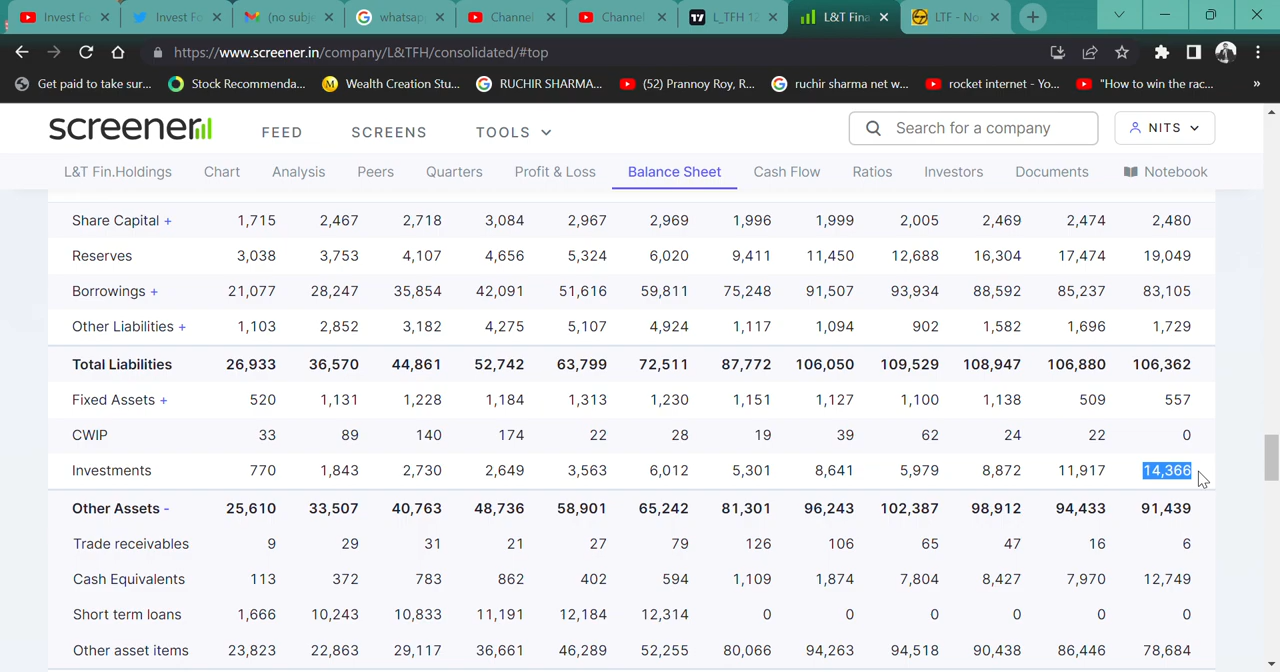 Invest Fo
Invest Fo
(no subje
whatsapp
Channel
Channel
L_TFH 12
L&T Fina
LTF - No
https://www.screener.in/company/L&TFH/consolidated/#top
Get paid to take sur...
Stock Recommenda...
Wealth Creation Stu...
RUCHIR SHARMA...
(52) Prannoy Roy, R...
ruchir sharma net w...
rocket internet - Yo...
"How to win the rac...
»
screener
FEED
SCREENS
TOOLS
Search for a company
NITS
L&T Fin.Holdings
Chart
Analysis
Peers
Quarters
Profit & Loss
Balance Sheet
Cash Flow
Ratios
Investors
Documents
Notebook
Share Capital + 1,715 2,467 2,718 3,084 2,967 2,969 1,996 1,999 2,005 2,469 2,474 2,480
Reserves 3,038 3,753 4,107 4,656 5,324 6,020 9,411 11,450 12,688 16,304 17,474 19,049
Borrowings + 21,077 28,247 35,854 42,091 51,616 59,811 75,248 91,507 93,934 88,592 85,237 83,105
Other Liabilities + 1,103 2,852 3,182 4,275 5,107 4,924 1,117 1,094 902 1,582 1,696 1,729
Total Liabilities 26,933 36,570 44,861 52,742 63,799 72,511 87,772 106,050 109,529 108,947 106,880 106,362
Fixed Assets + 520 1,131 1,228 1,184 1,313 1,230 1,151 1,127 1,100 1,138 509 557
CWIP 33 89 140 174 22 28 19 39 62 24 22 0
Investments 770 1,843 2,730 2,649 3,563 6,012 5,301 8,641 5,979 8,872 11,917 14,366
Other Assets - 25,610 33,507 40,763 48,736 58,901 65,242 81,301 96,243 102,387 98,912 94,433 91,439
Trade receivables 9 29 31 21 27 79 126 106 65 47 16 6
Cash Equivalents 113 372 783 862 402 594 1,109 1,874 7,804 8,427 7,970 12,749
Short term loans 1,666 10,243 10,833 11,191 12,184 12,314 0 0 0 0 0 0
Other asset items 23,823 22,863 29,117 36,661 46,289 52,255 80,066 94,263 94,518 90,438 86,446 78,684